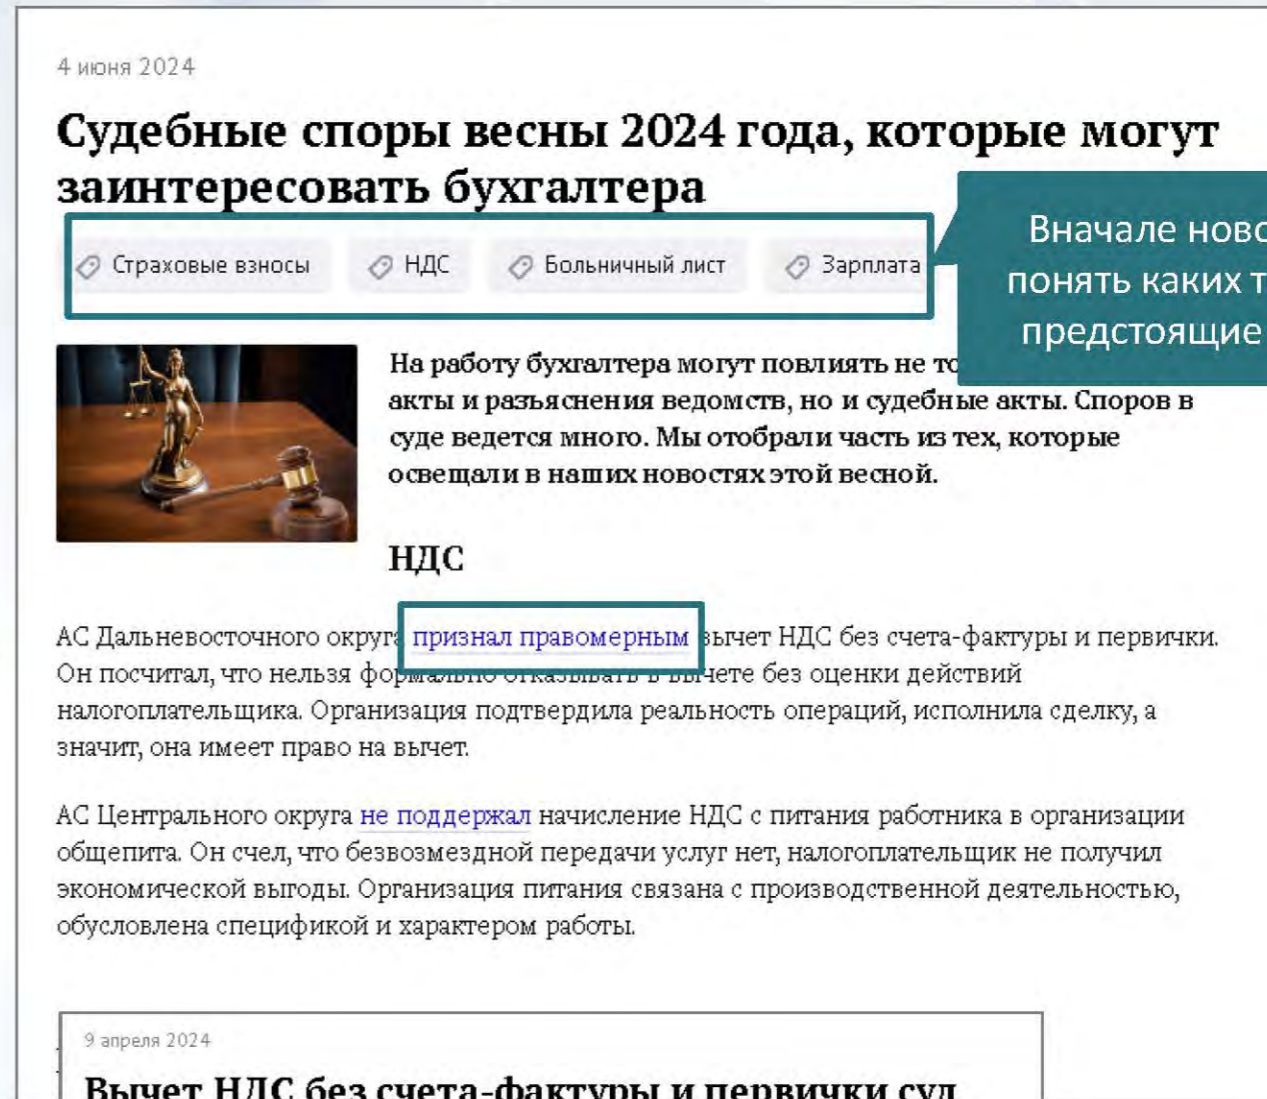 4 июня 2024
Судебные споры весны 2024 года, которые могут
заинтересовать бухгалтера
Страховые взносы НДС Больничный лист Зарплата
Вначале
понять каких
предстоящие
На работу бухгалтера могут повлиять не
акты и разъяснения ведомств, но и судебные акты. Споров в
суде ведется много. Мы отобрали часть из тех, которые
освещали в наших новостях этой весной.
НДС
АС Дальневосточного округа признал правомерным вычет НДС без счета-фактуры и первички.
Он посчитал, что нельзя формально отказывать в вычете без оценки действий
налогоплательщика. Организация подтвердила реальность операций, исполнила сделку, а
значит, она имеет право на вычет.
АС Центрального округа не поддержал начисление НДС с питания работника в организации
общепита. Он счел, что безвозмездной передачи услуг нет, налогоплательщик не получил
экономической выгоды. Организация питания связана с производственной деятельностью,
обусловлена спецификой и характером работы.
9 апреля 2024
Вычет НДС без счета-фактуры и первички суд